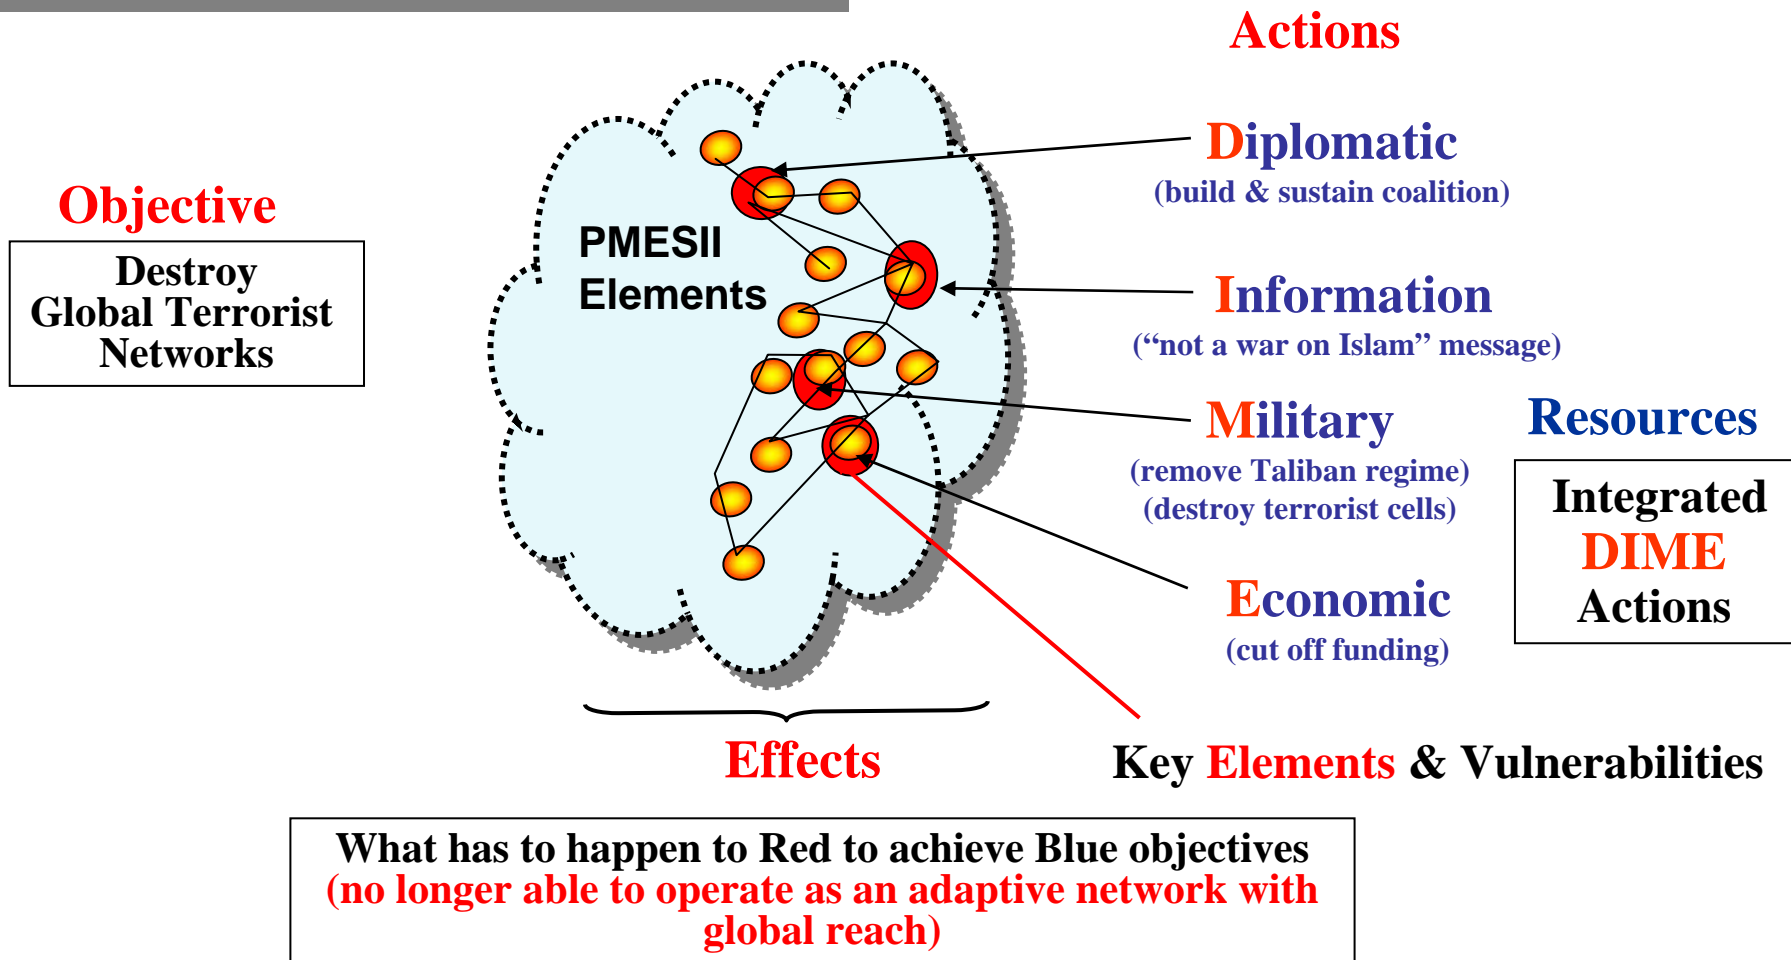 Actions
Diplomatic
(build & sustain coalition)
Objective
Destroy
Global Terrorist
Networks
PMESII
Elements
Information
(“not a war on Islam” message)
Military
(remove Taliban regime)
(destroy terrorist cells)
Resources
Integrated
DIME
Actions
Economic
(cut off funding)
Effects
Key Elements & Vulnerabilities
What has to happen to Red to achieve Blue objectives
(no longer able to operate as an adaptive network with
global reach)